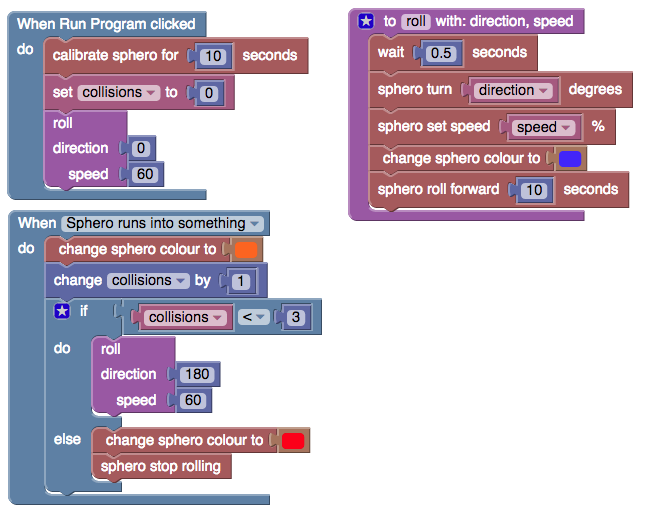 When Run Program clicked
do calibrate sphero for 10 seconds
set collisions to 0
roll
direction 0
speed 60
When Sphero runs into something
do change sphero colour to
change collisions by 1
if collisions < 3
do roll
direction 180
speed 60
else change sphero colour to
sphero stop rolling
to roll with: direction, speed
wait 0.5 seconds
sphero turn direction degrees
sphero set speed speed %
change sphero colour to
sphero roll forward 10 seconds